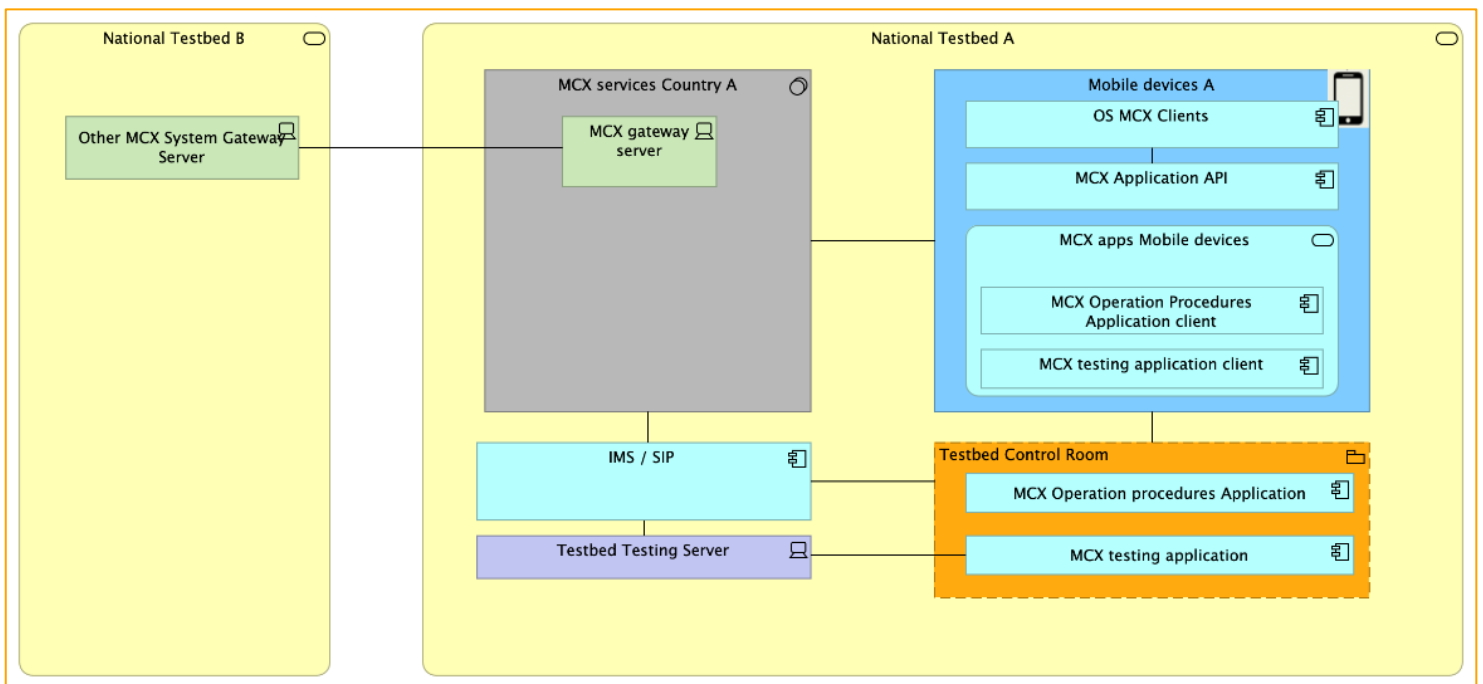 National Testbed B
Other MCX System Gateway
Server
National Testbed A
MCX services Country A
MCX gateway
server
Mobile devices A
OS MCX Clients
MCX Application API
MCX apps Mobile devices
MCX Operation Procedures
Application client
MCX testing application client
IMS / SIP
Testbed Testing Server
Testbed Control Room
MCX Operation procedures Application
MCX testing application